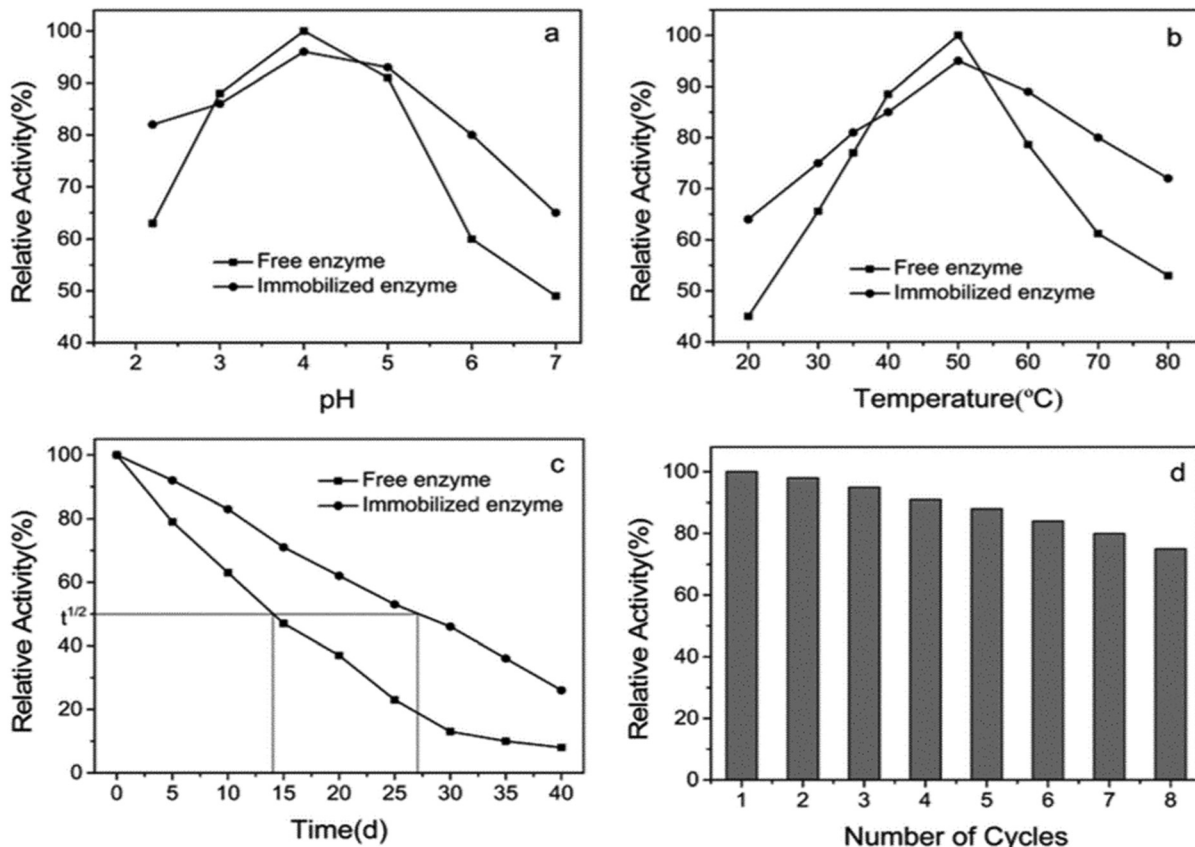 a
Relative Activity(%)
100
90
80
70
60
50
40
Free enzyme
Immobilized enzyme
2 3 4 5 6 7
pH
b
Relative Activity(%)
100
90
80
70
60
50
40
Free enzyme
Immobilized enzyme
20 30 40 50 60 70 80
Temperature(°C)
c
Relative Activity(%)
100
80
60
t1/2
40
20
0
Free enzyme
Immobilized enzyme
0 5 10 15 20 25 30 35 40
Time(d)
d
Relative Activity(%)
100
80
60
40
20
0
1 2 3 4 5 6 7 8
Number of Cycles